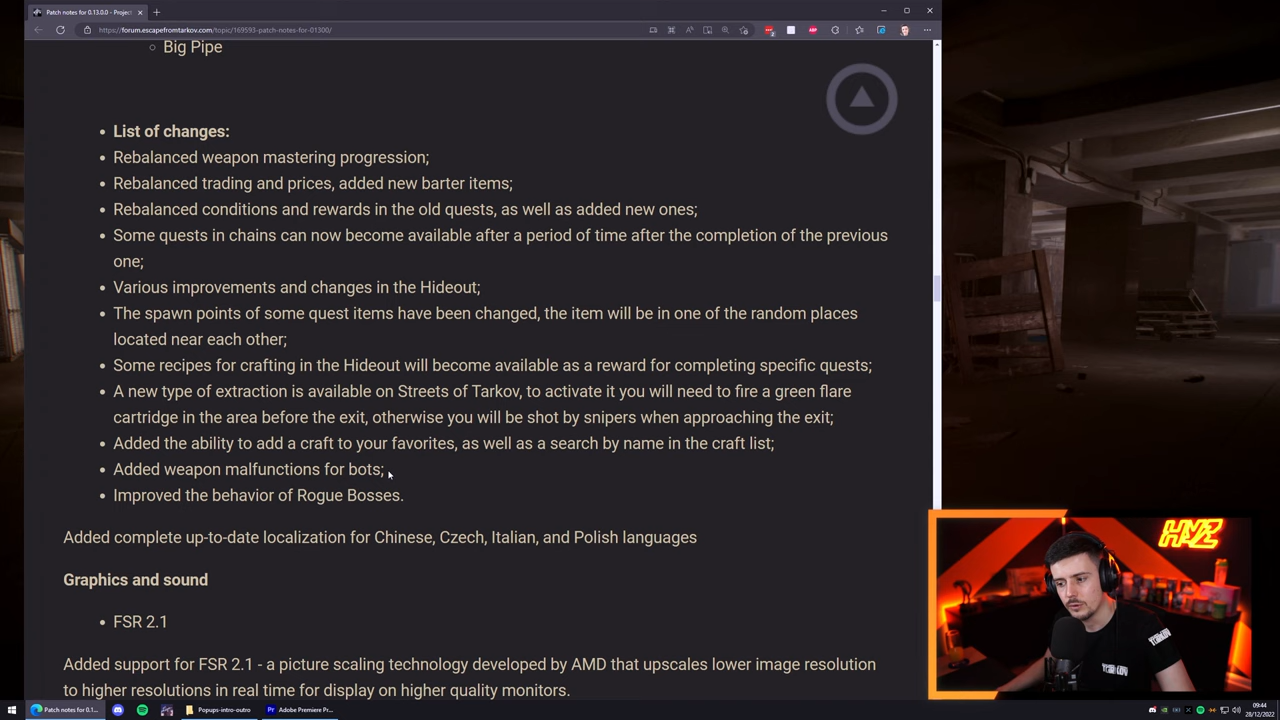 Patch notes for 0.13.0.0 - Project
https://forum.escapefromtarkov.com/topic/169593-patch-notes-for-01300/
Big Pipe
List of changes:
Rebalanced weapon mastering progression;
Rebalanced trading and prices, added new barter items;
Rebalanced conditions and rewards in the old quests, as well as added new ones;
Some quests in chains can now become available after a period of time after the completion of the previous
one;
Various improvements and changes in the Hideout;
The spawn points of some quest items have been changed, the item will be in one of the random places
located near each other;
Some recipes for crafting in the Hideout will become available as a reward for completing specific quests;
A new type of extraction is available on Streets of Tarkov, to activate it you will need to fire a green flare
cartridge in the area before the exit, otherwise you will be shot by snipers when approaching the exit;
Added the ability to add a craft to your favorites, as well as a search by name in the craft list;
Added weapon malfunctions for bots;
Improved the behavior of Rogue Bosses.
Added complete up-to-date localization for Chinese, Czech, Italian, and Polish languages
Graphics and sound
FSR 2.1
Added support for FSR 2.1 - a picture scaling technology developed by AMD that upscales lower image resolution
to higher resolutions in real time for display on higher quality monitors.
Patch notes for 0.1...
Popups-intro-outro
Adobe Premiere Pr...
09:44
28/12/2022